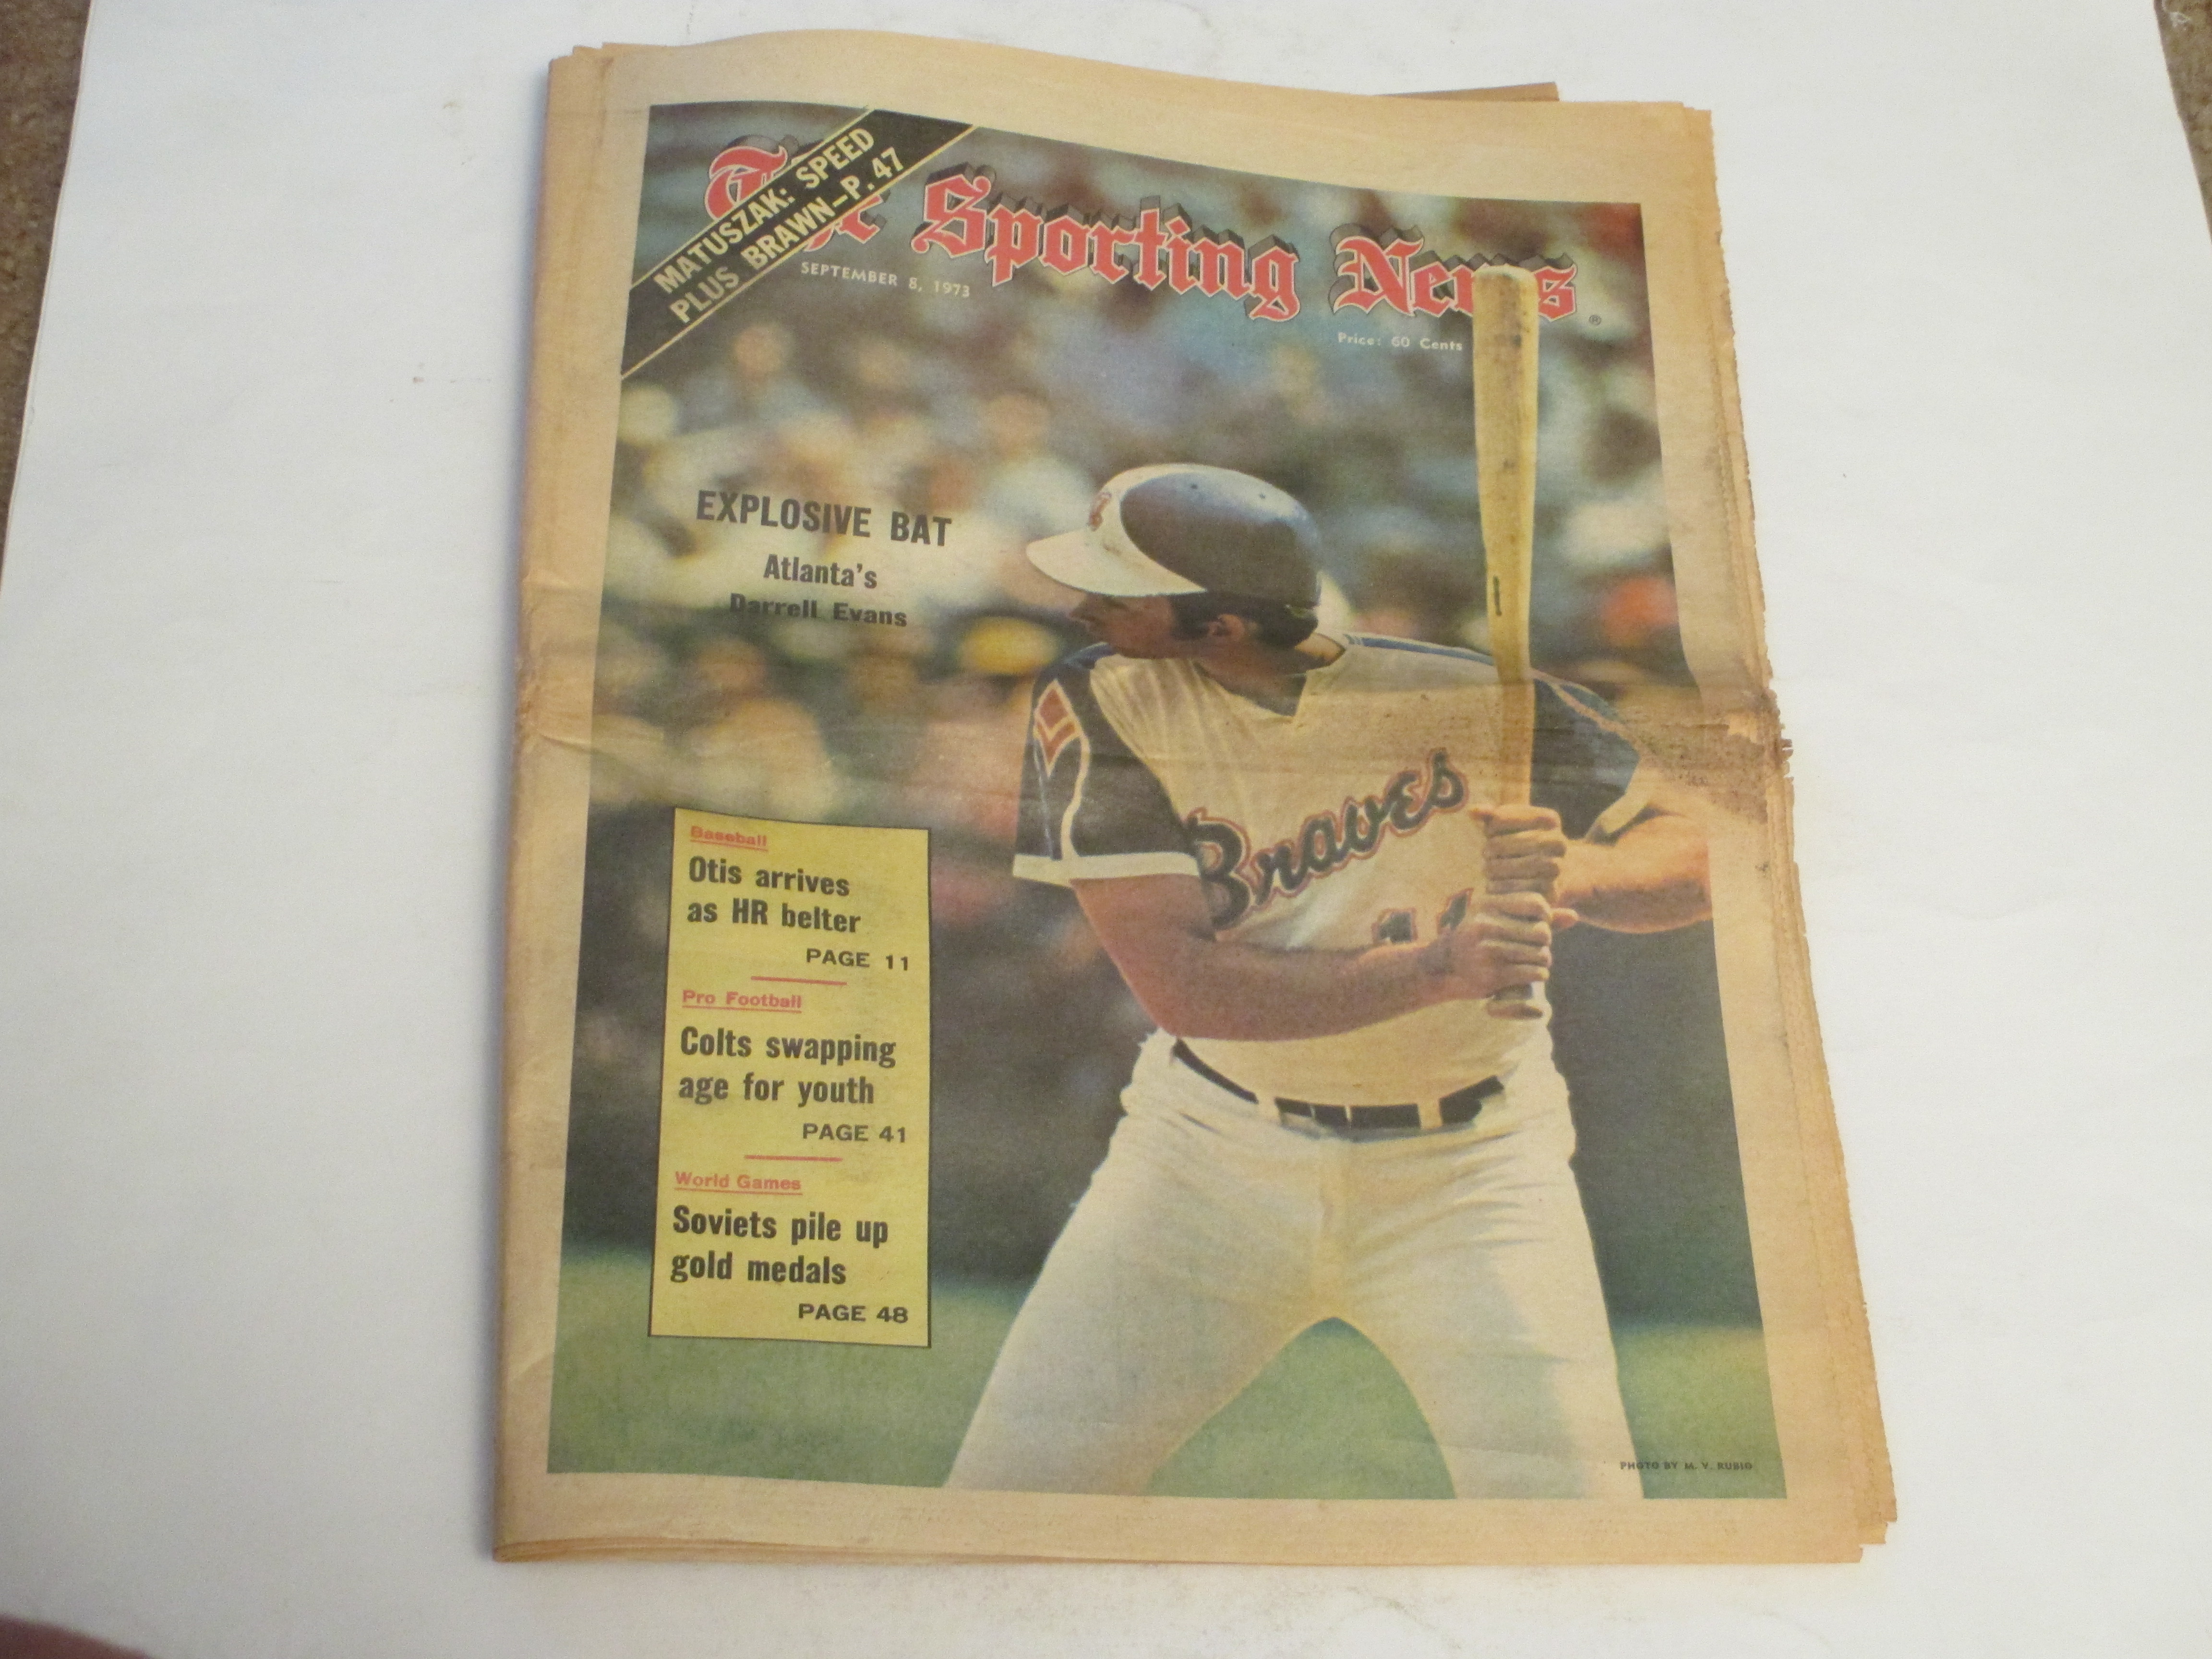 MATUSZAK: SPEED
PLUS BRAWN—P. 47
The Sporting News
®
SEPTEMBER 8, 1973
Price: 60 Cents
EXPLOSIVE BAT
Atlanta's
Darrell Evans
Braves
11
Baseball
Otis arrives
as HR belter
PAGE 11
Pro Football
Colts swapping
age for youth
PAGE 41
World Games
Soviets pile up
gold medals
PAGE 48
PHOTO BY M. V. RUBIO